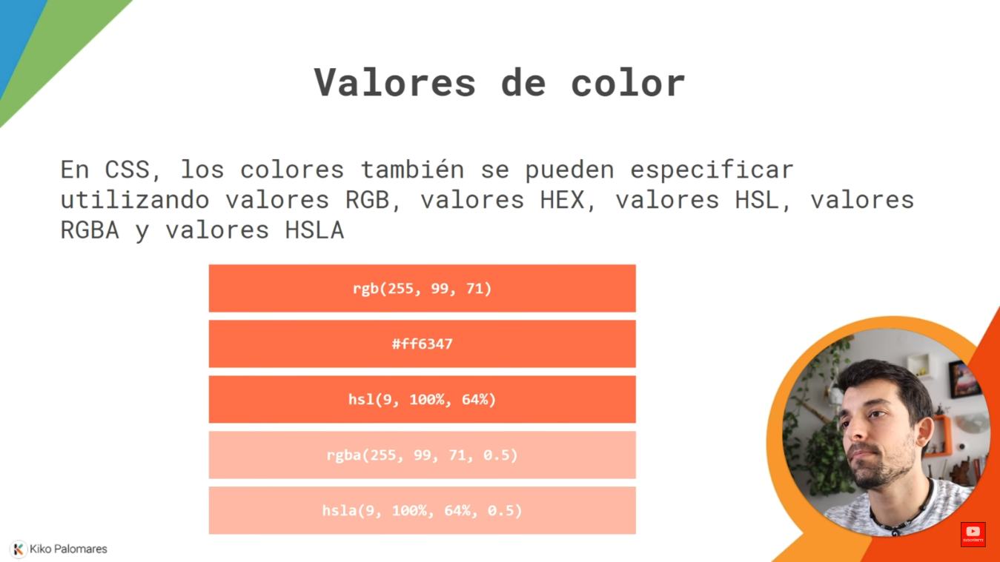 Valores de color
En CSS, los colores también se pueden especificar
utilizando valores RGB, valores HEX, valores HSL, valores
RGBA y valores HSLA
rgb(255, 99, 71)
#ff6347
hsl(9, 100%, 64%)
rgba(255, 99, 71, 0.5)
hsla(9, 100%, 64%, 0.5)
Kiko Palomares